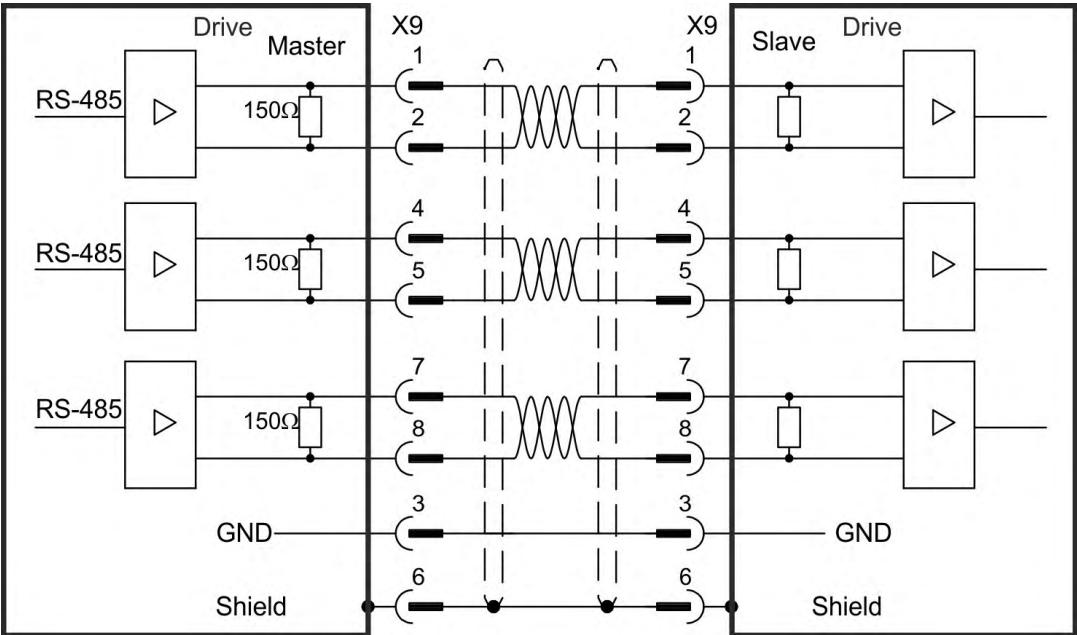 Drive
Master
X9
X9
Slave
Drive
1
1
RS-485
150Ω
2
2
4
4
RS-485
150Ω
5
5
7
7
RS-485
150Ω
8
8
3
3
GND
GND
6
6
Shield
Shield